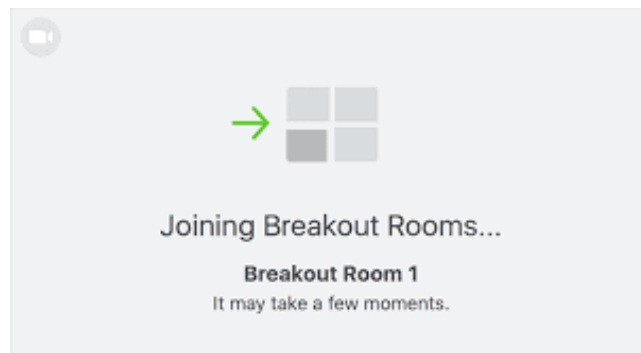 Joining Breakout Rooms...
Breakout Room 1
It may take a few moments.